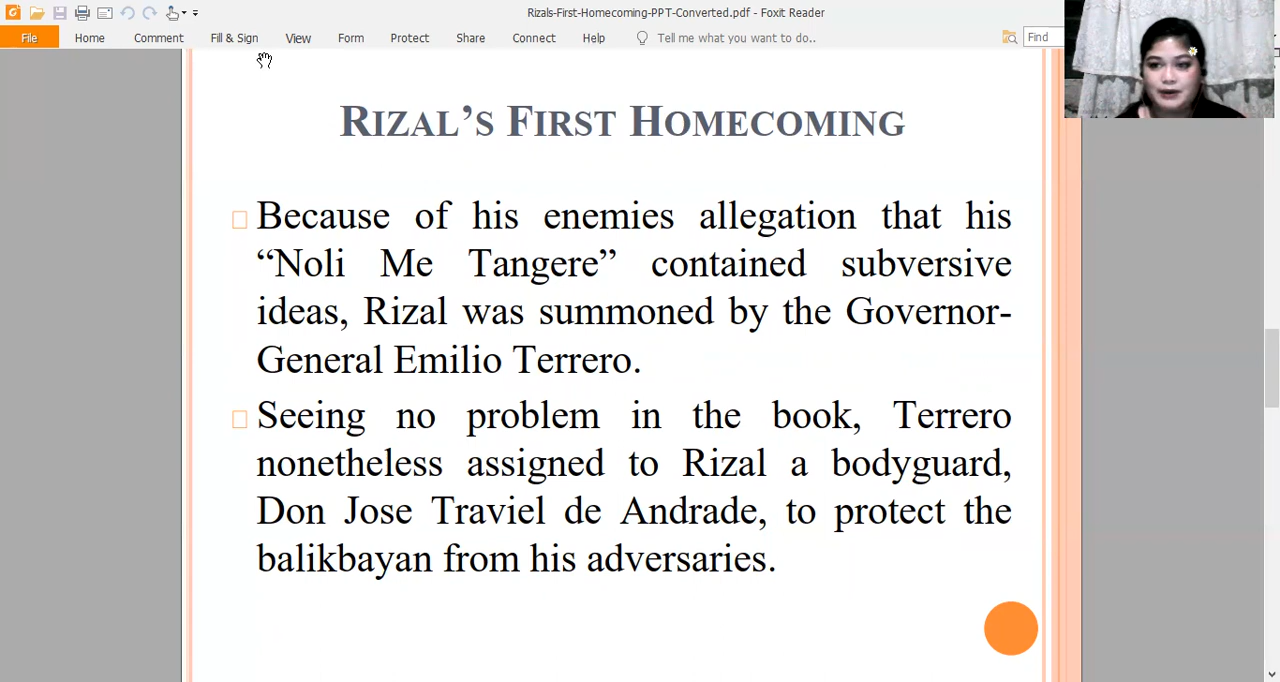 Rizals-First-Homecoming-PPT-Converted.pdf - Foxit Reader
File Home Comment Fill & Sign View Form Protect Share Connect Help Tell me what you want to do.. Find
RIZAL’S FIRST HOMECOMING
Because of his enemies allegation that his
“Noli Me Tangere” contained subversive
ideas, Rizal was summoned by the Governor-
General Emilio Terrero.
Seeing no problem in the book, Terrero
nonetheless assigned to Rizal a bodyguard,
Don Jose Traviel de Andrade, to protect the
balikbayan from his adversaries.